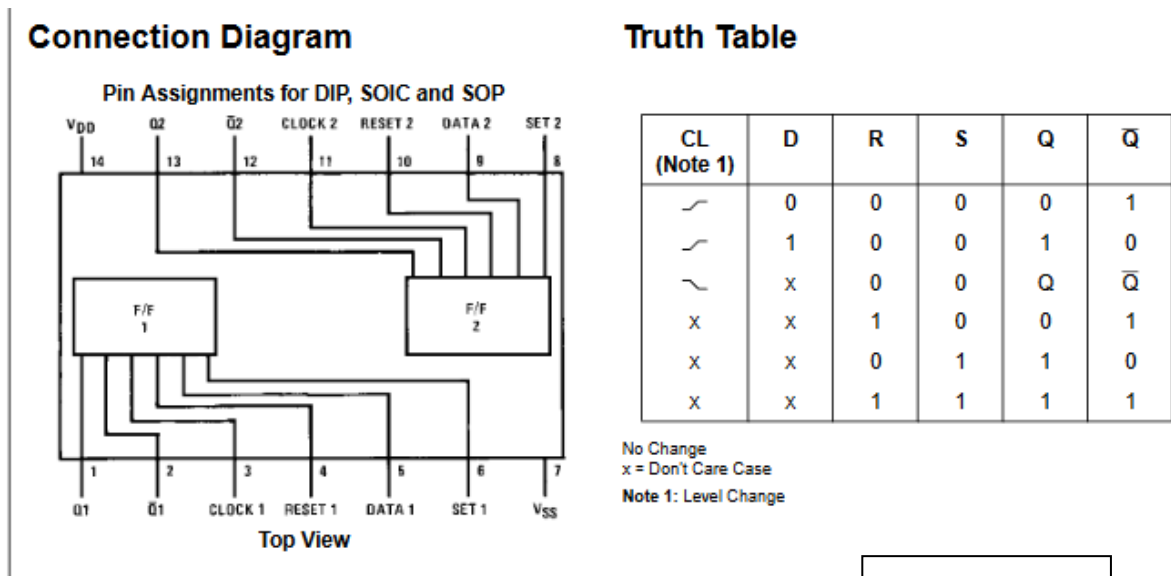 Connection Diagram
Pin Assignments for DIP, SOIC and SOP
VDD Q2 Q̅2 CLOCK 2 RESET 2 DATA 2 SET 2
14 13 12 11 10 9 8
F/F
1
F/F
2
1 2 3 4 5 6 7
Q1 Q̅1 CLOCK 1 RESET 1 DATA 1 SET 1 VSS
Top View
Truth Table
CL
(Note 1) D R S Q Q̅
0 0 0 0 1
1 0 0 1 0
x 0 0 Q Q̅
x x 1 0 0 1
x x 0 1 1 0
x x 1 1 1 1
No Change
x = Don't Care Case
Note 1: Level Change